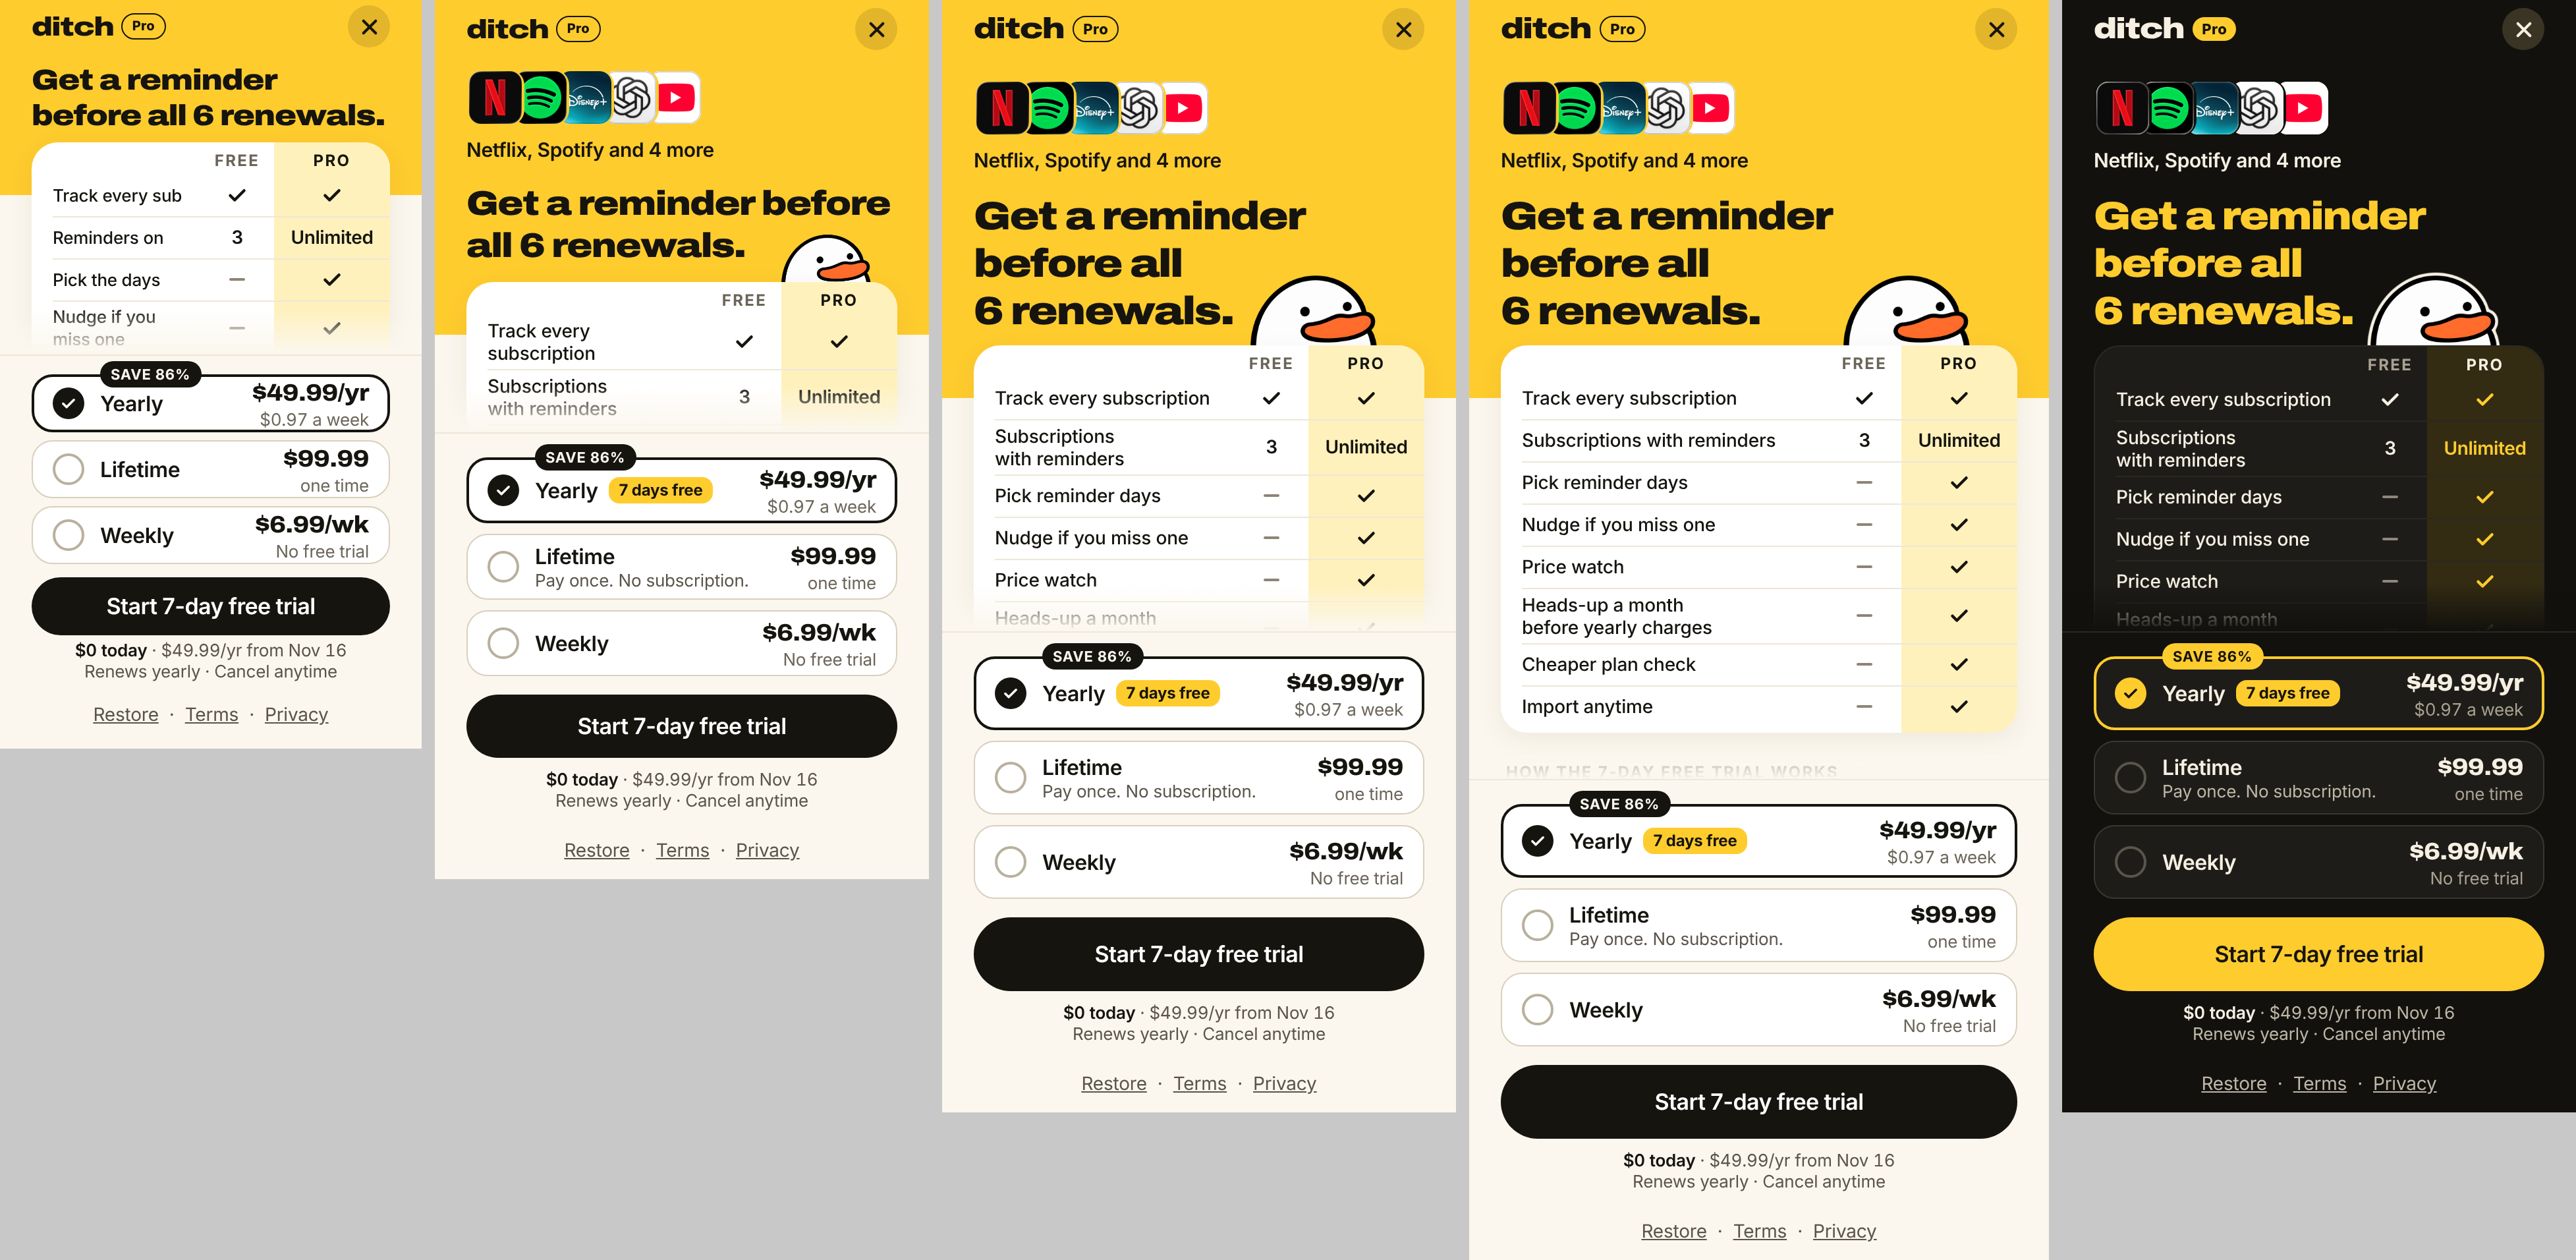 ditch Pro
Get a reminder
before all 6 renewals.
FREE PRO
Track every sub
Reminders on 3 Unlimited
Pick the days
Nudge if you
miss one
SAVE 86%
Yearly $49.99/yr
$0.97 a week
Lifetime $99.99
one time
Weekly $6.99/wk
No free trial
Start 7-day free trial
$0 today · $49.99/yr from Nov 16
Renews yearly · Cancel anytime
Restore · Terms · Privacy
ditch Pro
N Disney+
Netflix, Spotify and 4 more
Get a reminder before
all 6 renewals.
FREE PRO
Track every
subscription
Subscriptions
with reminders 3 Unlimited
SAVE 86%
Yearly 7 days free $49.99/yr
$0.97 a week
Lifetime $99.99
Pay once. No subscription. one time
Weekly $6.99/wk
No free trial
Start 7-day free trial
$0 today · $49.99/yr from Nov 16
Renews yearly · Cancel anytime
Restore · Terms · Privacy
ditch Pro
N Disney+
Netflix, Spotify and 4 more
Get a reminder
before all
6 renewals.
FREE PRO
Track every subscription
Subscriptions
with reminders 3 Unlimited
Pick reminder days
Nudge if you miss one
Price watch
Heads-up a month
SAVE 86%
Yearly 7 days free $49.99/yr
$0.97 a week
Lifetime $99.99
Pay once. No subscription. one time
Weekly $6.99/wk
No free trial
Start 7-day free trial
$0 today · $49.99/yr from Nov 16
Renews yearly · Cancel anytime
Restore · Terms · Privacy
ditch Pro
N Disney+
Netflix, Spotify and 4 more
Get a reminder
before all
6 renewals.
FREE PRO
Track every subscription
Subscriptions with reminders 3 Unlimited
Pick reminder days
Nudge if you miss one
Price watch
Heads-up a month
before yearly charges
Cheaper plan check
Import anytime
HOW THE 7-DAY FREE TRIAL WORKS
SAVE 86%
Yearly 7 days free $49.99/yr
$0.97 a week
Lifetime $99.99
Pay once. No subscription. one time
Weekly $6.99/wk
No free trial
Start 7-day free trial
$0 today · $49.99/yr from Nov 16
Renews yearly · Cancel anytime
Restore · Terms · Privacy
ditch Pro
N Disney+
Netflix, Spotify and 4 more
Get a reminder
before all
6 renewals.
FREE PRO
Track every subscription
Subscriptions
with reminders 3 Unlimited
Pick reminder days
Nudge if you miss one
Price watch
Heads-up a month
SAVE 86%
Yearly 7 days free $49.99/yr
$0.97 a week
Lifetime $99.99
Pay once. No subscription. one time
Weekly $6.99/wk
No free trial
Start 7-day free trial
$0 today · $49.99/yr from Nov 16
Renews yearly · Cancel anytime
Restore · Terms · Privacy